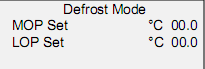 Defrost Mode
MOP Set °C 00.0
LOP Set °C 00.0